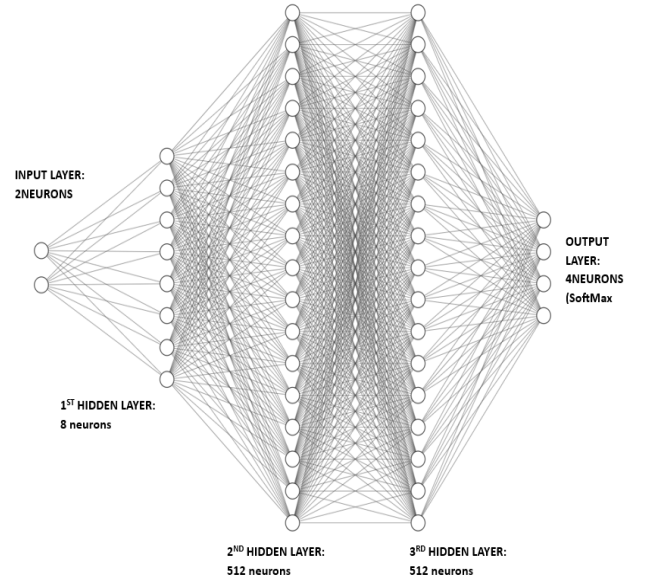 INPUT LAYER:
2NEURONS
OUTPUT
LAYER:
4NEURONS
(SoftMax
1ST HIDDEN LAYER:
8 neurons
2ND HIDDEN LAYER:
512 neurons
3RD HIDDEN LAYER:
512 neurons